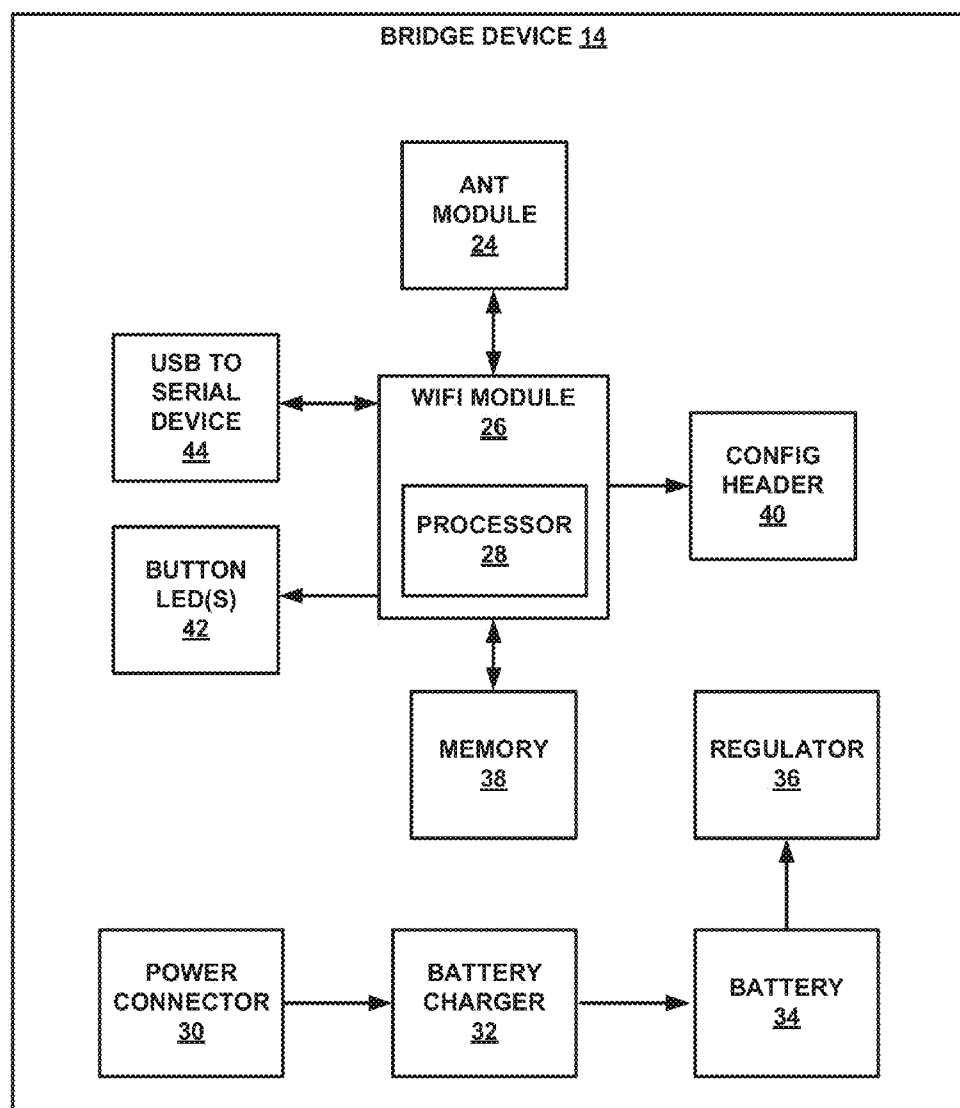 BRIDGE DEVICE 14
ANT
MODULE
24
USB TO
SERIAL
DEVICE
44
WIFI MODULE
26
PROCESSOR
28
CONFIG
HEADER
40
BUTTON
LED(S)
42
MEMORY
38
REGULATOR
36
POWER
CONNECTOR
30
BATTERY
CHARGER
32
BATTERY
34